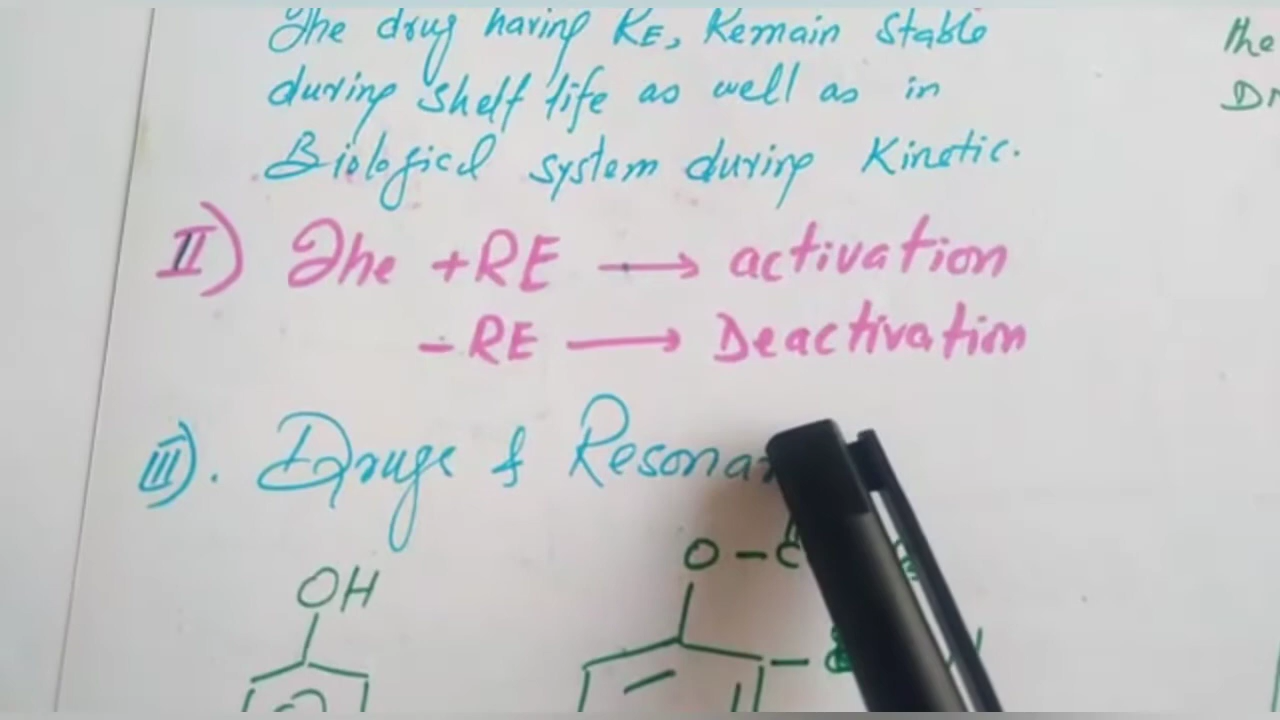 The drug having RE, Remain stable
during shelf life as well as in
Biological system during Kinetic.
the
II) The +RE → activation
- RE → Deactivation
III). Drugs &
OH
O - C